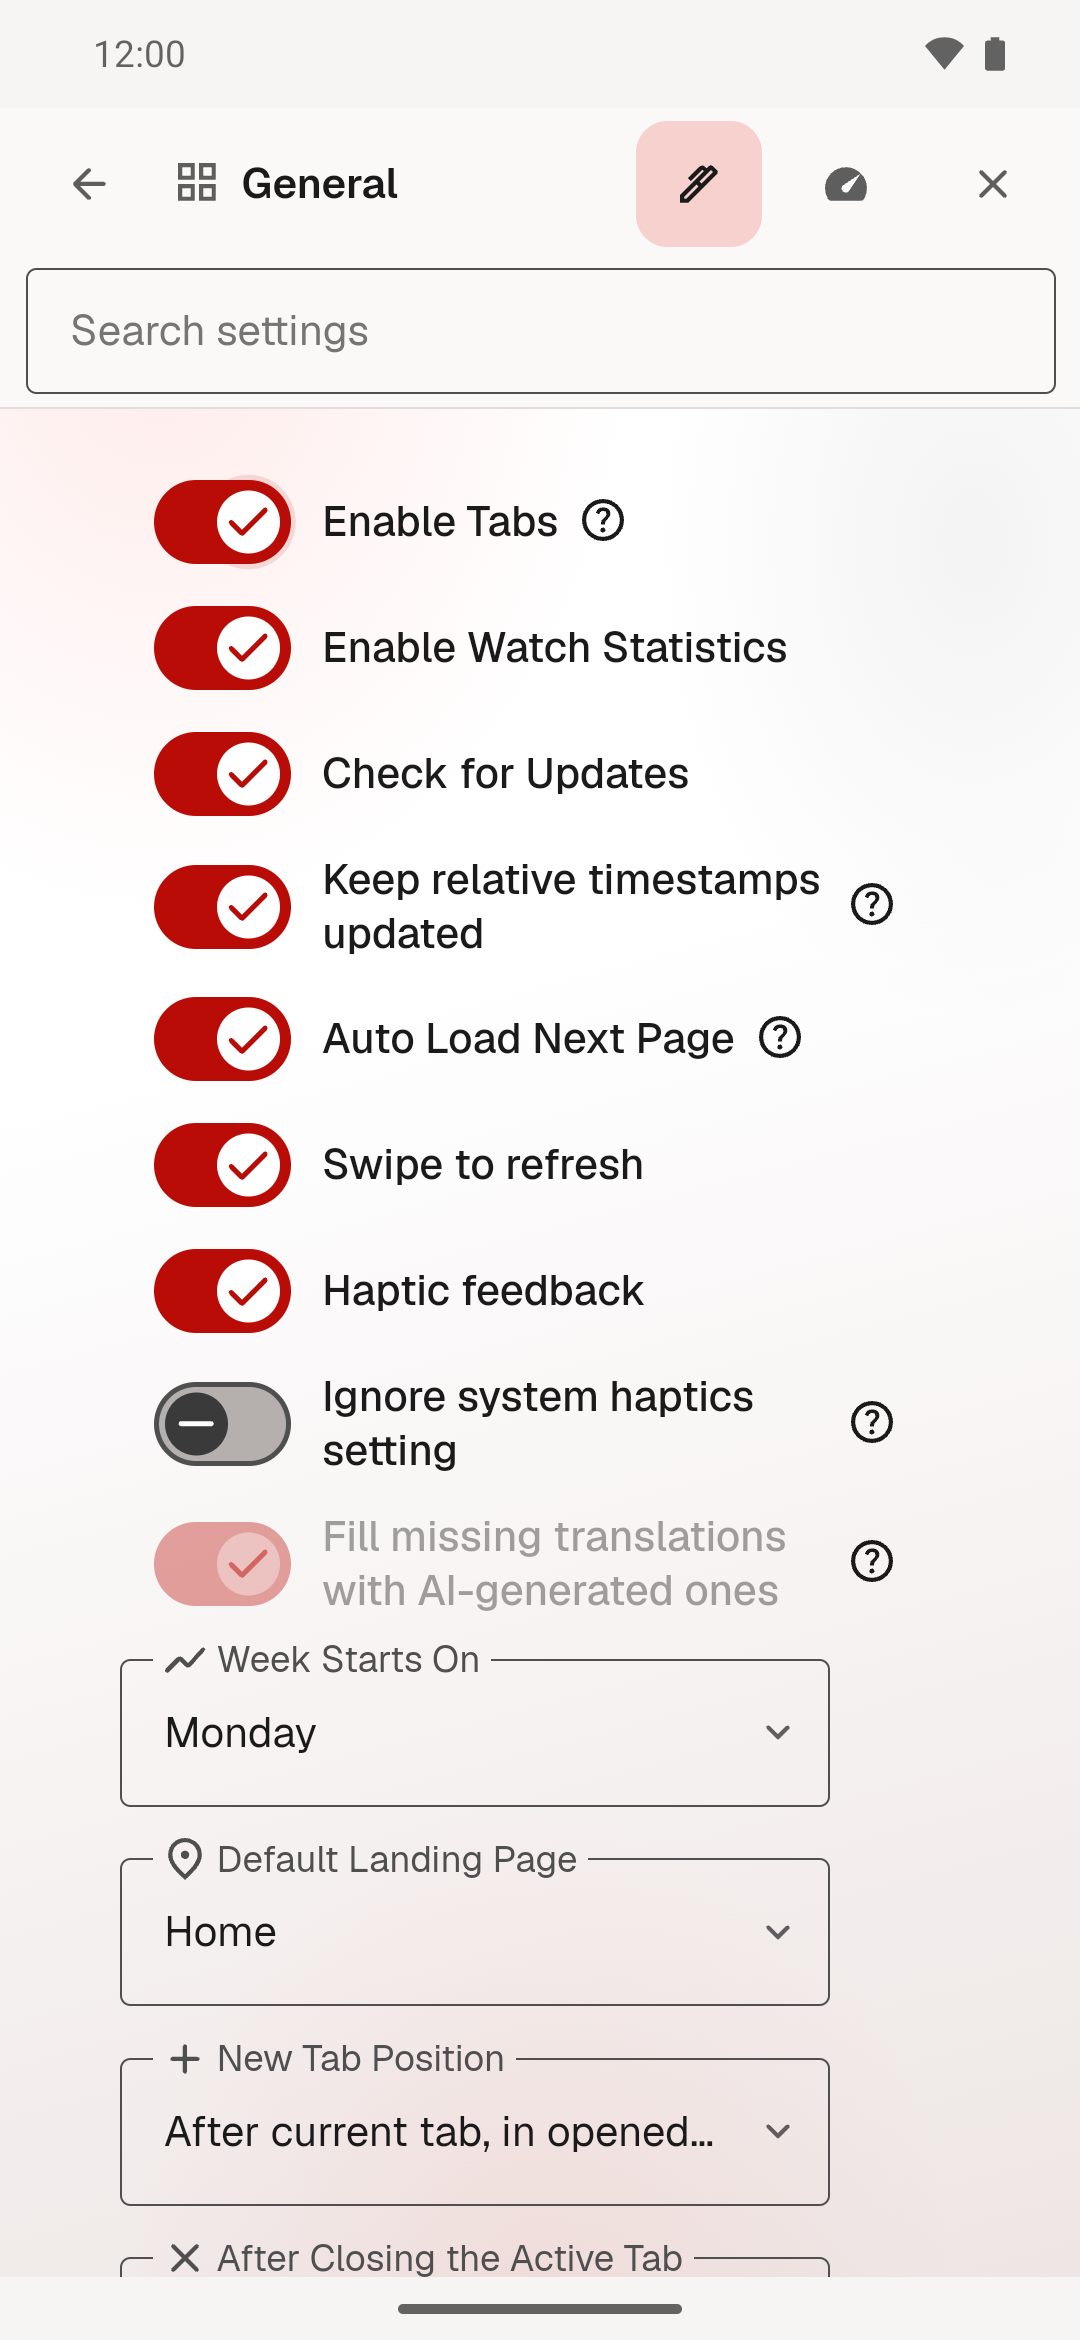 12:00
General
Search settings
Enable Tabs
Enable Watch Statistics
Check for Updates
Keep relative timestamps
updated
Auto Load Next Page
Swipe to refresh
Haptic feedback
Ignore system haptics
setting
Fill missing translations
with AI-generated ones
Week Starts On
Monday
Default Landing Page
Home
New Tab Position
After current tab, in opened...
After Closing the Active Tab